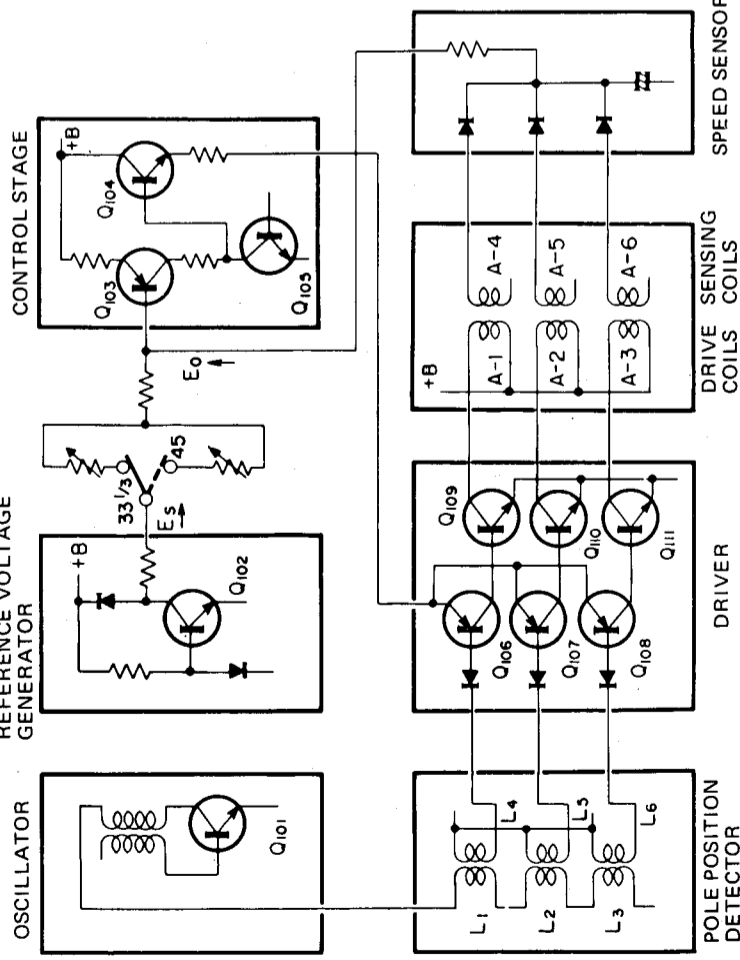 OSCILLATOR
Q101
REFERENCE VOLTAGE
GENERATOR
+B
Q102
33 1/3
45
Es
Eo
CONTROL STAGE
+B
Q103
Q104
Q105
POLE POSITION
DETECTOR
L1
L2
L3
L4
L5
L6
DRIVER
Q106
Q107
Q108
Q109
Q110
Q111
DRIVE
COILS
SENSING
COILS
+B
A-1
A-2
A-3
A-4
A-5
A-6
SPEED SENSOR